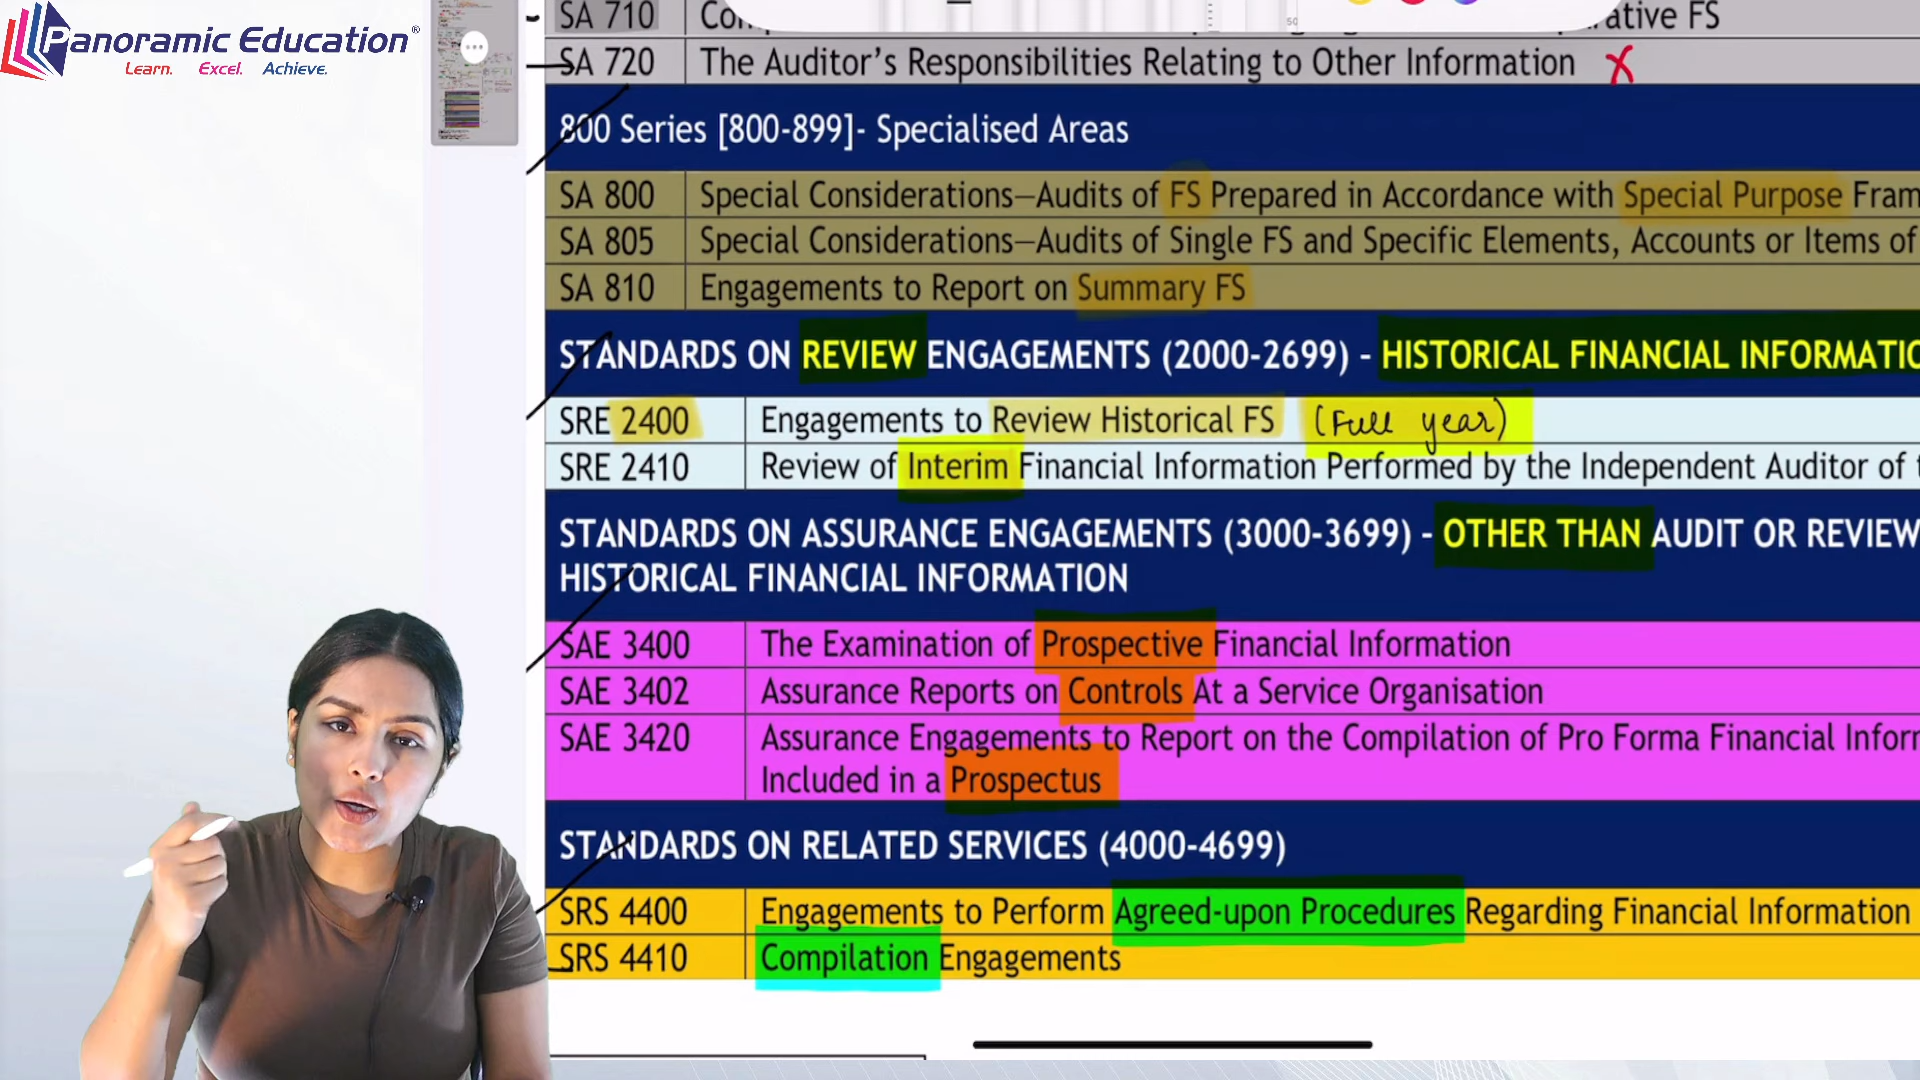 Panoramic Education®
Learn. Excel. Achieve.
SA 710
50
ative FS
SA 720 The Auditor's Responsibilities Relating to Other Information X
800 Series [800-899]- Specialised Areas
SA 800 Special Considerations—Audits of FS Prepared in Accordance with Special Purpose Fram
SA 805 Special Considerations—Audits of Single FS and Specific Elements, Accounts or Items of
SA 810 Engagements to Report on Summary FS
STANDARDS ON REVIEW ENGAGEMENTS (2000-2699) – HISTORICAL FINANCIAL INFORMATIO
SRE 2400 Engagements to Review Historical FS (Full year)
SRE 2410 Review of Interim Financial Information Performed by the Independent Auditor of t
STANDARDS ON ASSURANCE ENGAGEMENTS (3000-3699) – OTHER THAN AUDIT OR REVIEW
HISTORICAL FINANCIAL INFORMATION
SAE 3400 The Examination of Prospective Financial Information
SAE 3402 Assurance Reports on Controls At a Service Organisation
SAE 3420 Assurance Engagements to Report on the Compilation of Pro Forma Financial Inform
Included in a Prospectus
STANDARDS ON RELATED SERVICES (4000-4699)
SRS 4400 Engagements to Perform Agreed-upon Procedures Regarding Financial Information
SRS 4410 Compilation Engagements